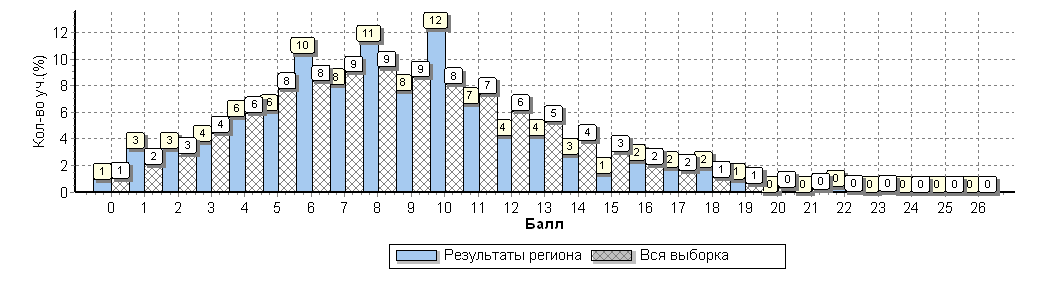 Кол-во уч.(%)
12
10
8
6
4
2
0
1 1 3 2 3 3 4 4 6 6 6 8 10 8 8 9 11 9 8 9 12 8 7 7 4 6 4 5 3 4 1 3 2 2 2 2 2 1 1 1 0 0 0 0 0 0 0 0 0 0 0 0 0 0
0 1 2 3 4 5 6 7 8 9 10 11 12 13 14 15 16 17 18 19 20 21 22 23 24 25 26
Балл
Результаты региона Вся выборка